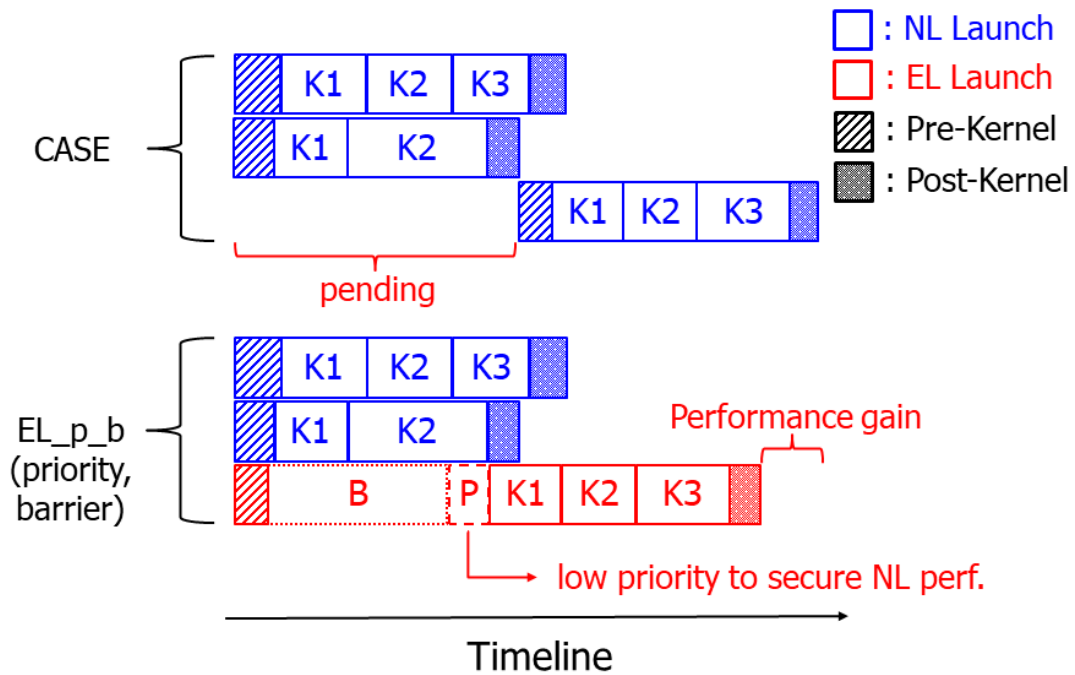 : NL Launch
: EL Launch
: Pre-Kernel
: Post-Kernel
CASE
K1 K2 K3
K1 K2
K1 K2 K3
pending
EL_p_b
(priority,
barrier)
K1 K2 K3
K1 K2
Performance gain
B P K1 K2 K3
low priority to secure NL perf.
Timeline